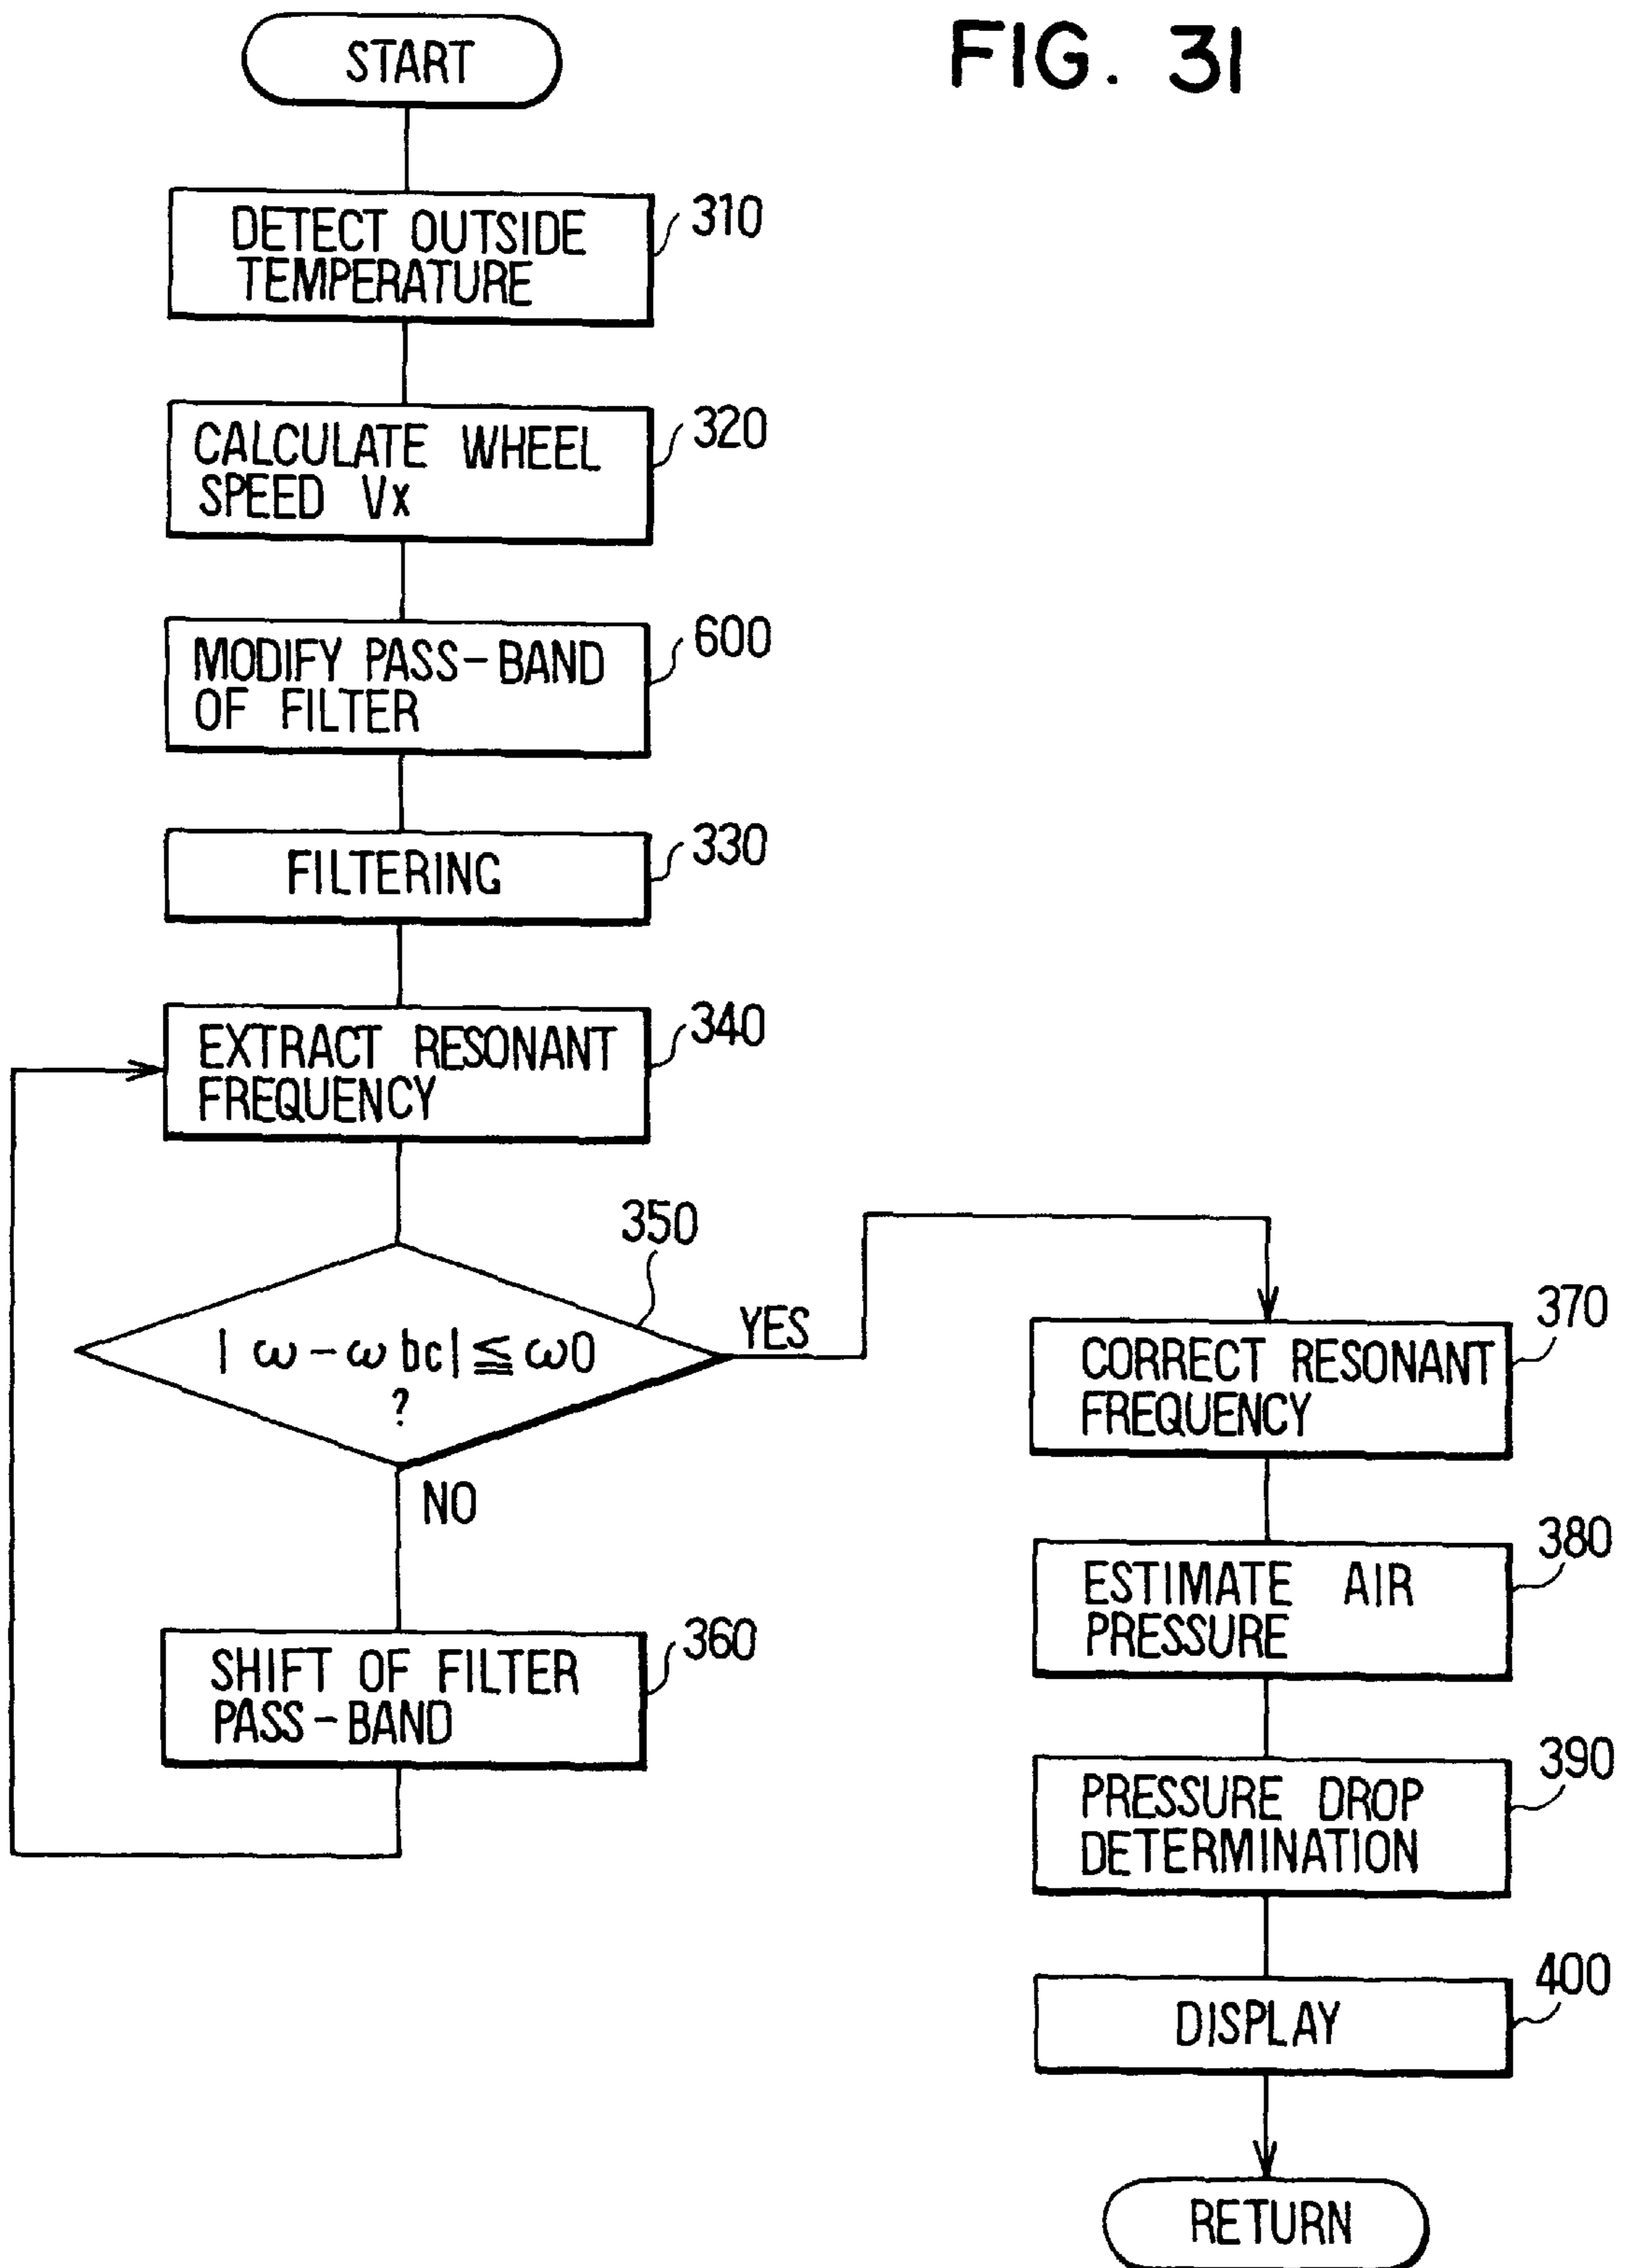 FIG. 31
START
DETECT OUTSIDE
TEMPERATURE
310
CALCULATE WHEEL
SPEED Vx
320
MODIFY PASS-BAND
OF FILTER
600
FILTERING
330
EXTRACT RESONANT
FREQUENCY
340
350
| ω - ω bc| ≦ ω0
?
YES
NO
SHIFT OF FILTER
PASS-BAND
360
CORRECT RESONANT
FREQUENCY
370
ESTIMATE AIR
PRESSURE
380
PRESSURE DROP
DETERMINATION
390
DISPLAY
400
RETURN